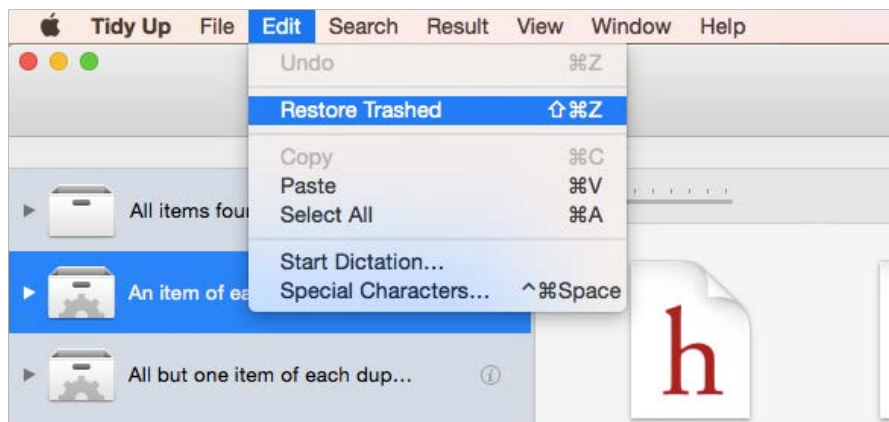 Tidy Up File Edit Search Result View Window Help
Undo ⌘Z
Restore Trashed ⇧⌘Z
Copy ⌘C
Paste ⌘V
Select All ⌘A
Start Dictation...
Special Characters... ^⌘Space
All items fou
An item of ea
All but one item of each dup...
h